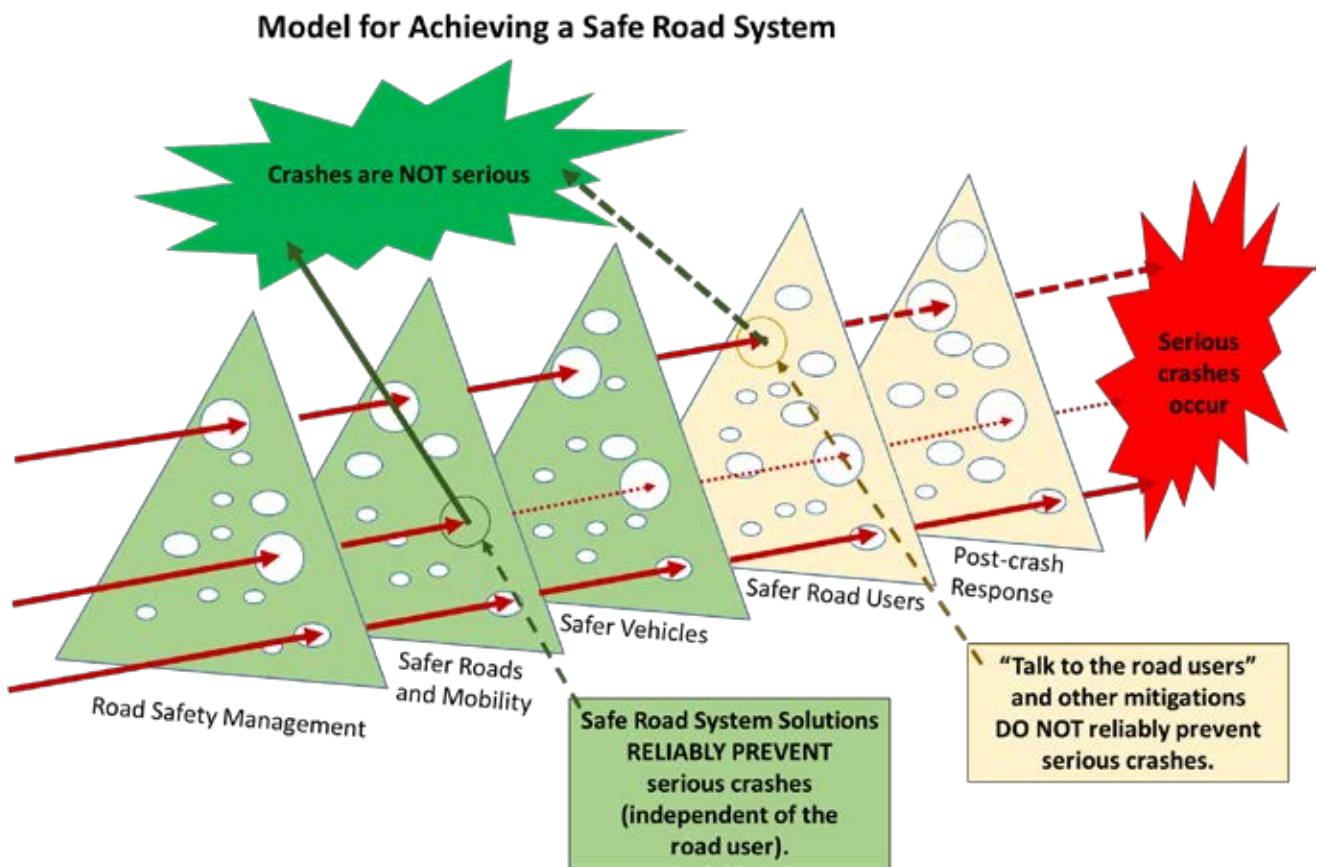 Model for Achieving a Safe Road System
Crashes are NOT serious
Serious
crashes
occur
Road Safety Management
Safer Roads
and Mobility
Safer Vehicles
Safer Road Users
Post-crash
Response
Safe Road System Solutions
RELIABLY PREVENT
serious crashes
(independent of the
road user).
“Talk to the road users”
and other mitigations
DO NOT reliably prevent
serious crashes.